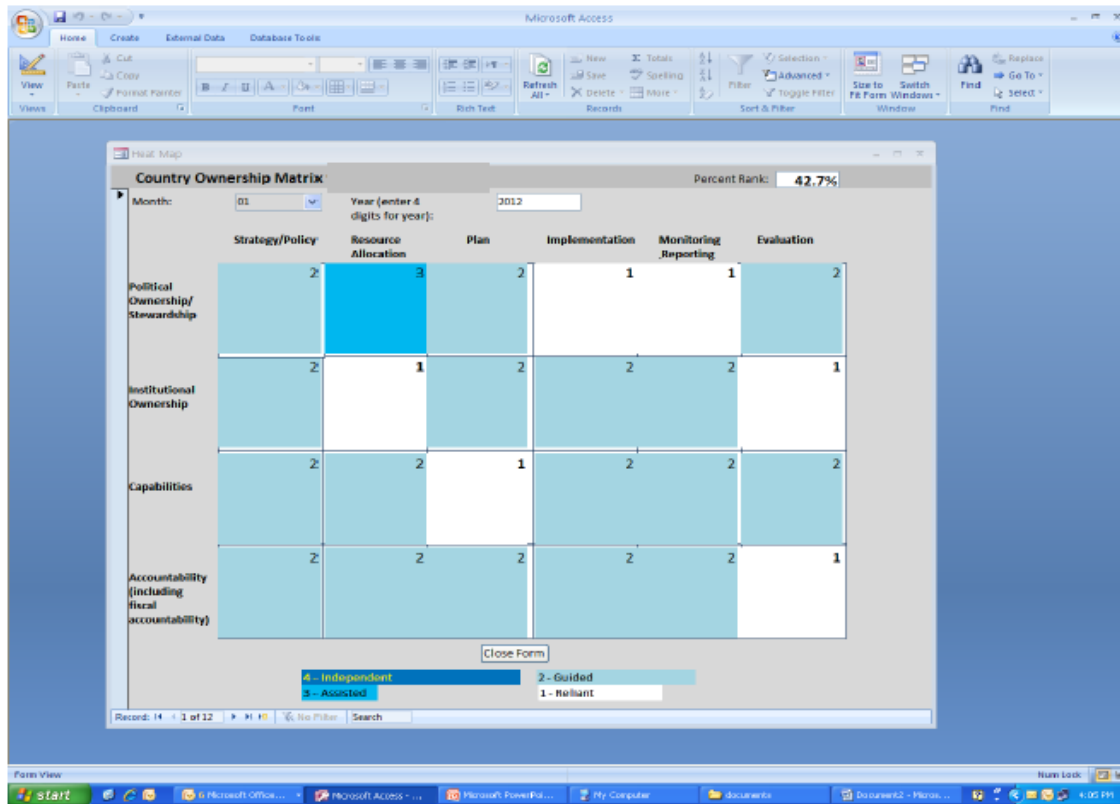 Microsoft Access
Home Create External Data Database Tools
View
Paste
Cut
Copy
Format Painter
B I U A
Refresh All
New
Save
Delete
Totals
Spelling
More
Filter
Selection
Advanced
Toggle Filter
Size to Fit Form
Switch Windows
Find
Replace
Go To
Select
Views Clipboard Font Rich Text Records Sort & Filter Window Find
Heat Map
Country Ownership Matrix Percent Rank: 42.7%
Month: 01 Year (enter 4 2012
digits for year):
Strategy/Policy Resource Plan Implementation Monitoring Evaluation
Allocation Reporting
2 3 2 1 1 2
Political
Ownership/
Stewardship
2 1 2 2 2 1
Institutional
Ownership
2 2 1 2 2 2
Capabilities
2 2 2 2 2 1
Accountability
(including
fiscal
accountability)
Close Form
4 – Independent 2 - Guided
3 – Assisted 1 - Reliant
Record: 1 of 12 No Filter Search
Form View Num Lock
start 6 Microsoft Office... Microsoft Access - ... Microsoft PowerPoi... My Computer documents Document2 - Micros... 4:05 PM